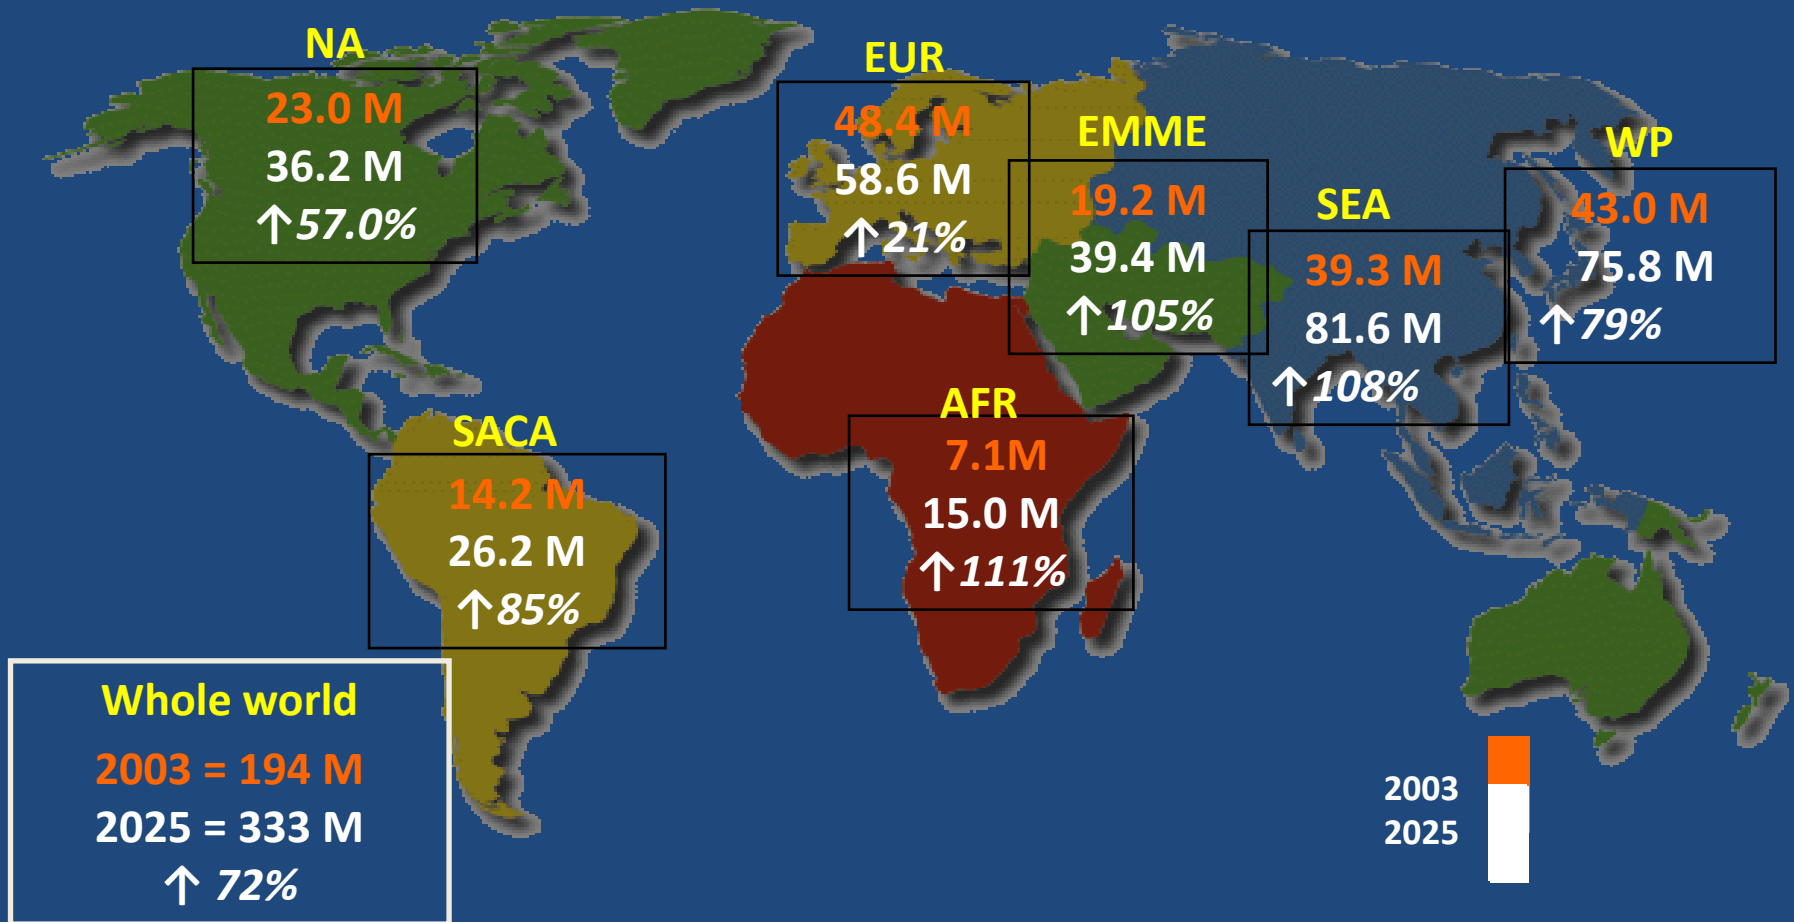 NA
23.0 M
36.2 M
↑57.0%
EUR
48.4 M
58.6 M
↑21%
EMME
19.2 M
39.4 M
↑105%
SEA
39.3 M
81.6 M
↑108%
WP
43.0 M
75.8 M
↑79%
SACA
14.2 M
26.2 M
↑85%
AFR
7.1M
15.0 M
↑111%
Whole world
2003 = 194 M
2025 = 333 M
↑ 72%
2003
2025